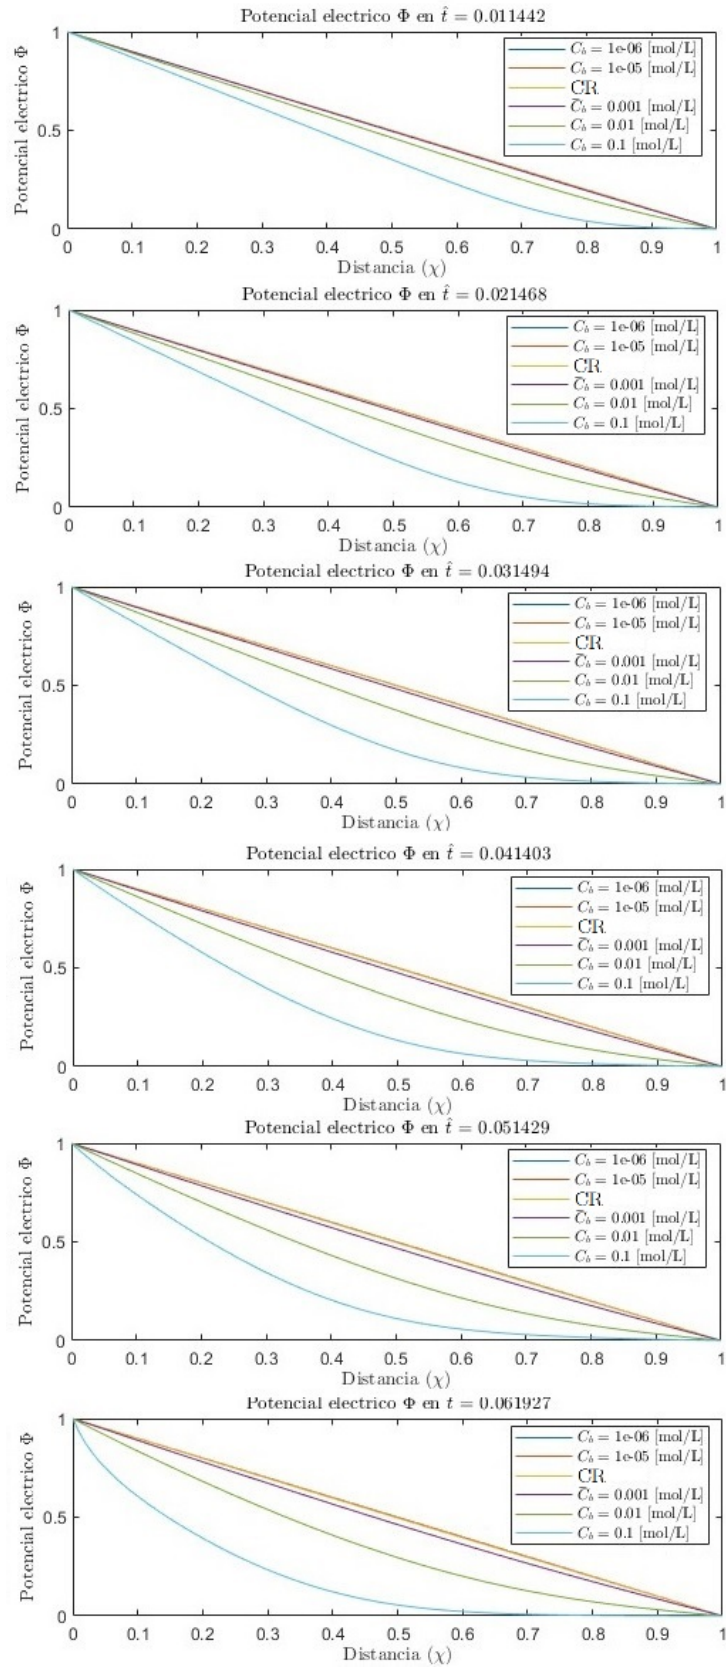 Potencial electrico Φ en t̂ = 0.011442
Potencial electrico Φ
1
0.5
0
C_b = 1e-06 [mol/L]
C_b = 1e-05 [mol/L]
CR
C̄_b = 0.001 [mol/L]
C_b = 0.01 [mol/L]
C_b = 0.1 [mol/L]
0 0.1 0.2 0.3 0.4 0.5 0.6 0.7 0.8 0.9 1
Distancia (χ)
Potencial electrico Φ en t̂ = 0.021468
Potencial electrico Φ
1
0.5
0
C_b = 1e-06 [mol/L]
C_b = 1e-05 [mol/L]
CR
C̄_b = 0.001 [mol/L]
C_b = 0.01 [mol/L]
C_b = 0.1 [mol/L]
0 0.1 0.2 0.3 0.4 0.5 0.6 0.7 0.8 0.9 1
Distancia (χ)
Potencial electrico Φ en t̂ = 0.031494
Potencial electrico Φ
1
0.5
0
C_b = 1e-06 [mol/L]
C_b = 1e-05 [mol/L]
CR
C̄_b = 0.001 [mol/L]
C_b = 0.01 [mol/L]
C_b = 0.1 [mol/L]
0 0.1 0.2 0.3 0.4 0.5 0.6 0.7 0.8 0.9 1
Distancia (χ)
Potencial electrico Φ en t̂ = 0.041403
Potencial electrico Φ
1
0.5
0
C_b = 1e-06 [mol/L]
C_b = 1e-05 [mol/L]
CR
C̄_b = 0.001 [mol/L]
C_b = 0.01 [mol/L]
C_b = 0.1 [mol/L]
0 0.1 0.2 0.3 0.4 0.5 0.6 0.7 0.8 0.9 1
Distancia (χ)
Potencial electrico Φ en t̂ = 0.051429
Potencial electrico Φ
1
0.5
0
C_b = 1e-06 [mol/L]
C_b = 1e-05 [mol/L]
CR
C̄_b = 0.001 [mol/L]
C_b = 0.01 [mol/L]
C_b = 0.1 [mol/L]
0 0.1 0.2 0.3 0.4 0.5 0.6 0.7 0.8 0.9 1
Distancia (χ)
Potencial electrico Φ en t = 0.061927
Potencial electrico Φ
1
0.5
0
C_b = 1e-06 [mol/L]
C_b = 1e-05 [mol/L]
CR
C̄_b = 0.001 [mol/L]
C_b = 0.01 [mol/L]
C_b = 0.1 [mol/L]
0 0.1 0.2 0.3 0.4 0.5 0.6 0.7 0.8 0.9 1
Distancia (χ)